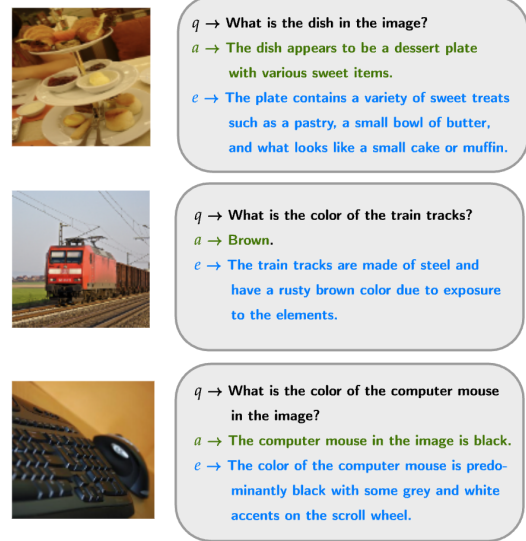 q → What is the dish in the image?
a → The dish appears to be a dessert plate
with various sweet items.
e → The plate contains a variety of sweet treats
such as a pastry, a small bowl of butter,
and what looks like a small cake or muffin.
q → What is the color of the train tracks?
a → Brown.
e → The train tracks are made of steel and
have a rusty brown color due to exposure
to the elements.
q → What is the color of the computer mouse
in the image?
a → The computer mouse in the image is black.
e → The color of the computer mouse is predo-
minantly black with some grey and white
accents on the scroll wheel.